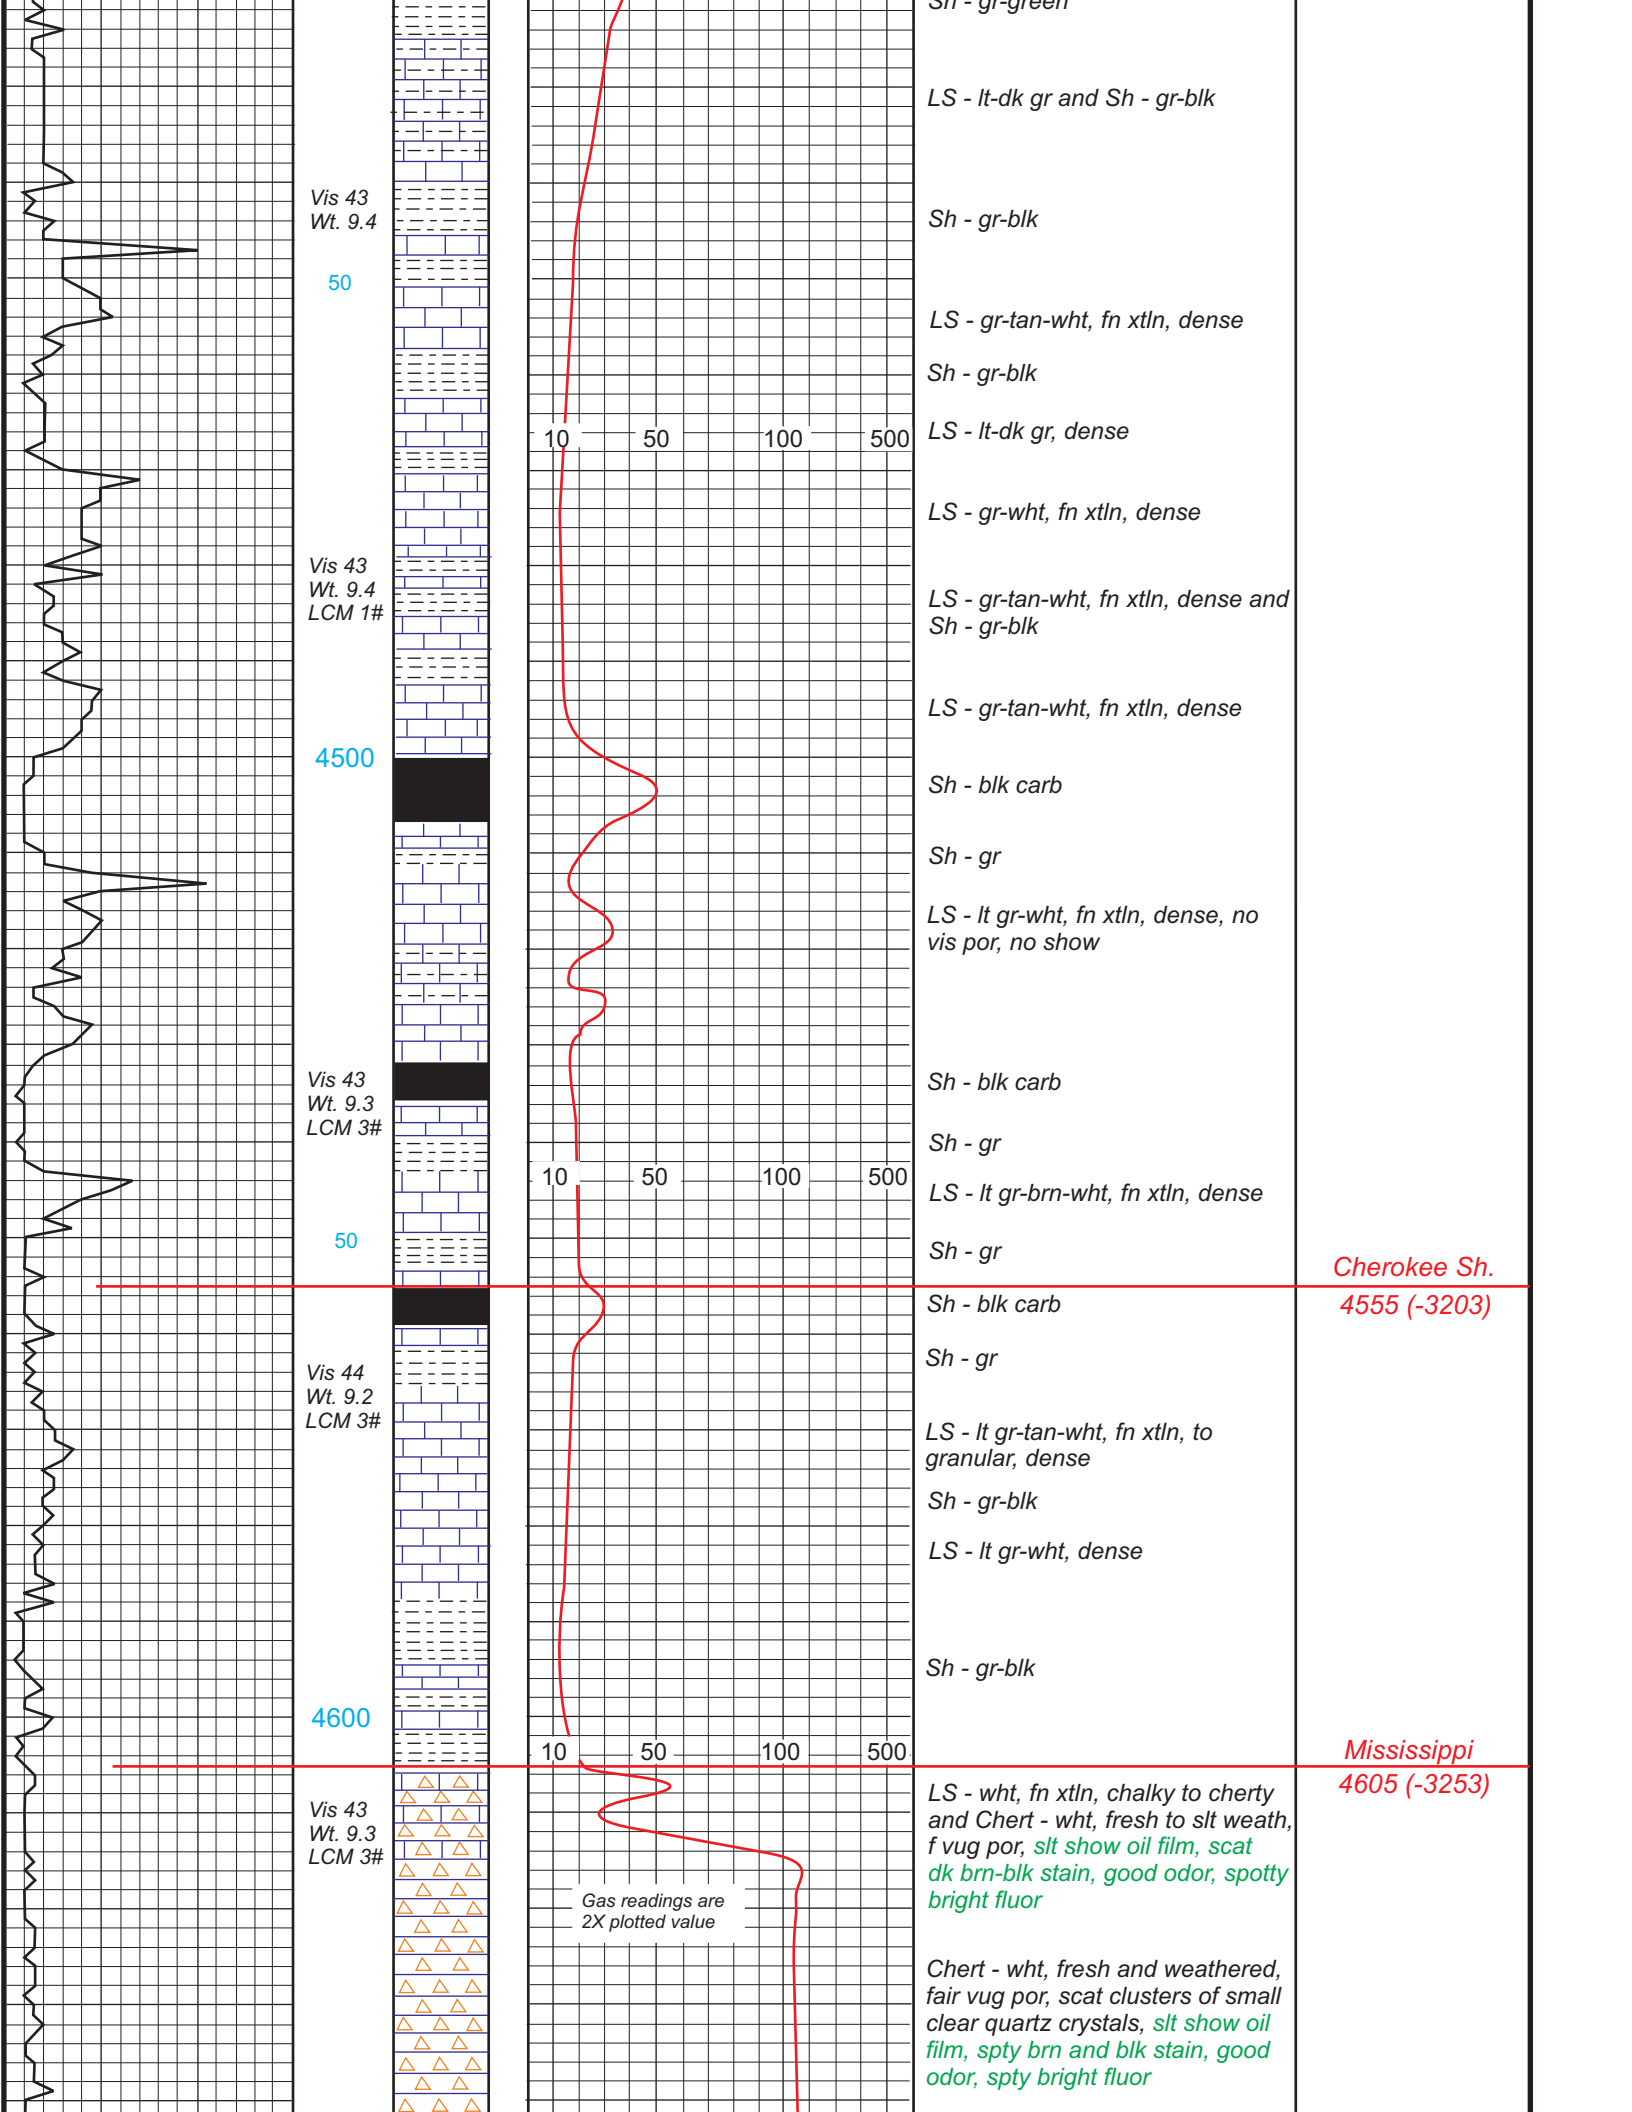 Sh - gr-green
LS - lt-dk gr and Sh - gr-blk
Vis 43
Wt. 9.4
Sh - gr-blk
50
LS - gr-tan-wht, fn xtln, dense
Sh - gr-blk
10 50 100 500
LS - lt-dk gr, dense
LS - gr-wht, fn xtln, dense
Vis 43
Wt. 9.4
LCM 1#
LS - gr-tan-wht, fn xtln, dense and
Sh - gr-blk
LS - gr-tan-wht, fn xtln, dense
4500
Sh - blk carb
Sh - gr
LS - lt gr-wht, fn xtln, dense, no
vis por, no show
Vis 43
Wt. 9.3
LCM 3#
Sh - blk carb
Sh - gr
10 50 100 500
LS - lt gr-brn-wht, fn xtln, dense
50
Sh - gr
Cherokee Sh.
4555 (-3203)
Sh - blk carb
Sh - gr
Vis 44
Wt. 9.2
LCM 3#
LS - lt gr-tan-wht, fn xtln, to
granular, dense
Sh - gr-blk
LS - lt gr-wht, dense
Sh - gr-blk
4600
10 50 100 500
Mississippi
4605 (-3253)
Vis 43
Wt. 9.3
LCM 3#
LS - wht, fn xtln, chalky to cherty
and Chert - wht, fresh to slt weath,
f vug por, slt show oil film, scat
dk brn-blk stain, good odor, spotty
bright fluor
Gas readings are
2X plotted value
Chert - wht, fresh and weathered,
fair vug por, scat clusters of small
clear quartz crystals, slt show oil
film, spty brn and blk stain, good
odor, spty bright fluor